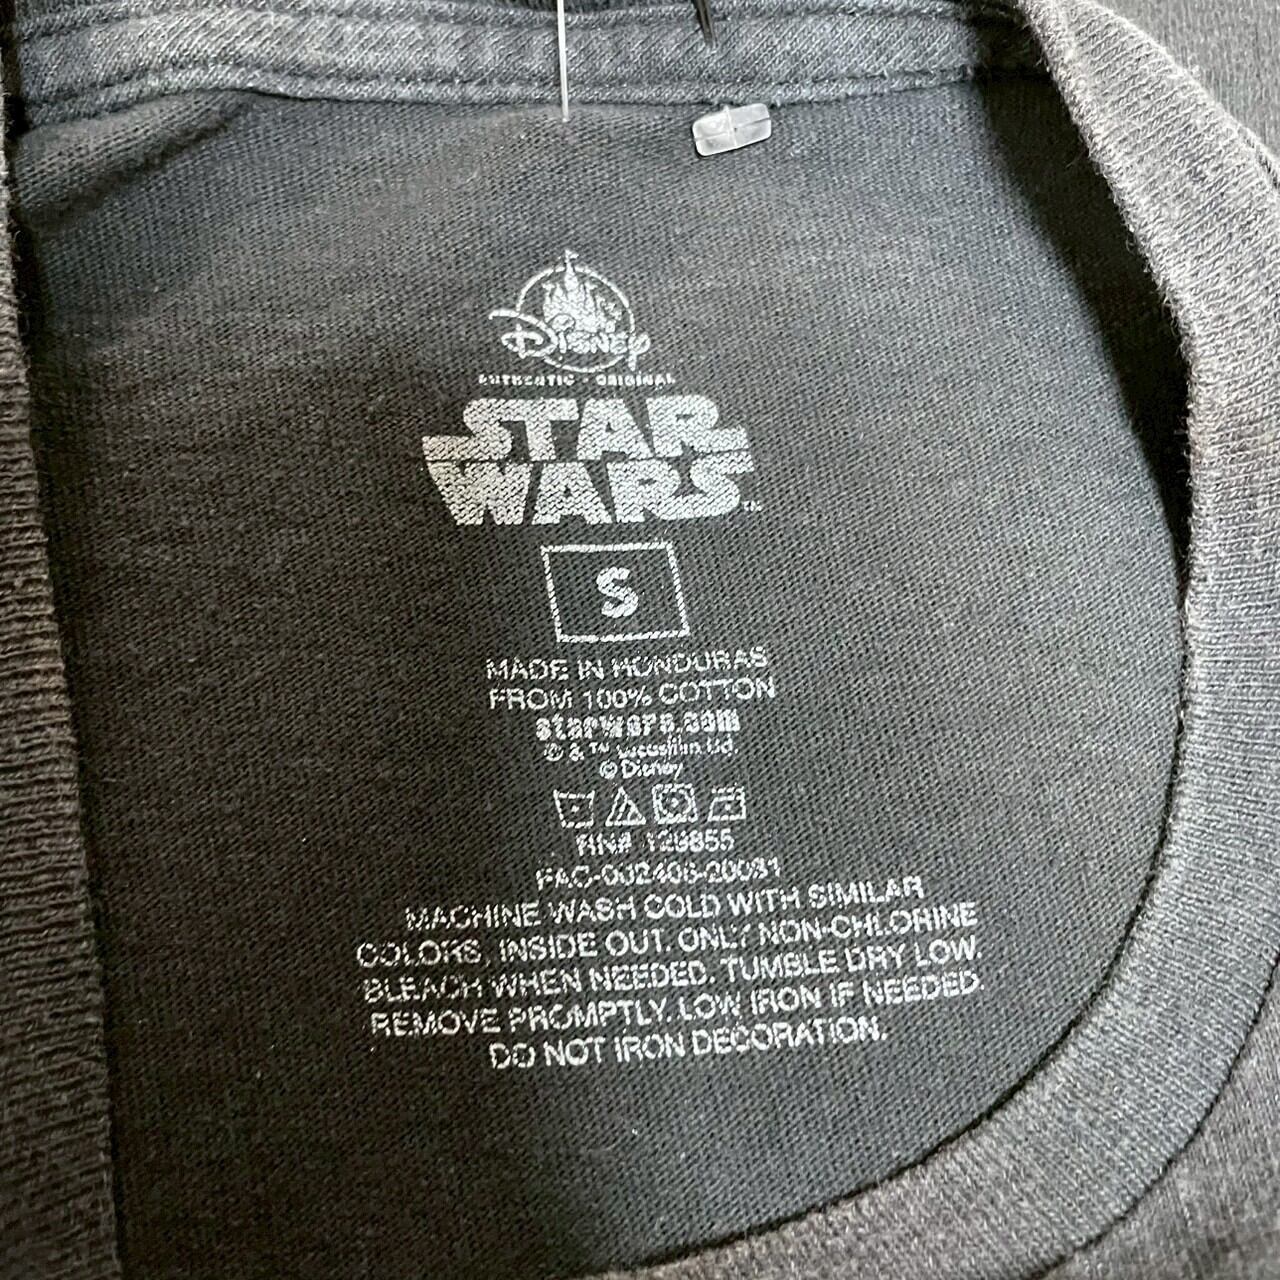 Disney
AUTHENTIC • ORIGINAL
STAR
WARS™
S
MADE IN HONDURAS
FROM 100% COTTON
starwars.com
© & ™ Lucasfilm Ltd.
© Disney
RN# 129855
MACHINE WASH COLD WITH SIMILAR
COLORS, INSIDE OUT. ONLY NON-CHLORINE
BLEACH WHEN NEEDED. TUMBLE DRY LOW.
REMOVE PROMPTLY. LOW IRON IF NEEDED.
DO NOT IRON DECORATION.